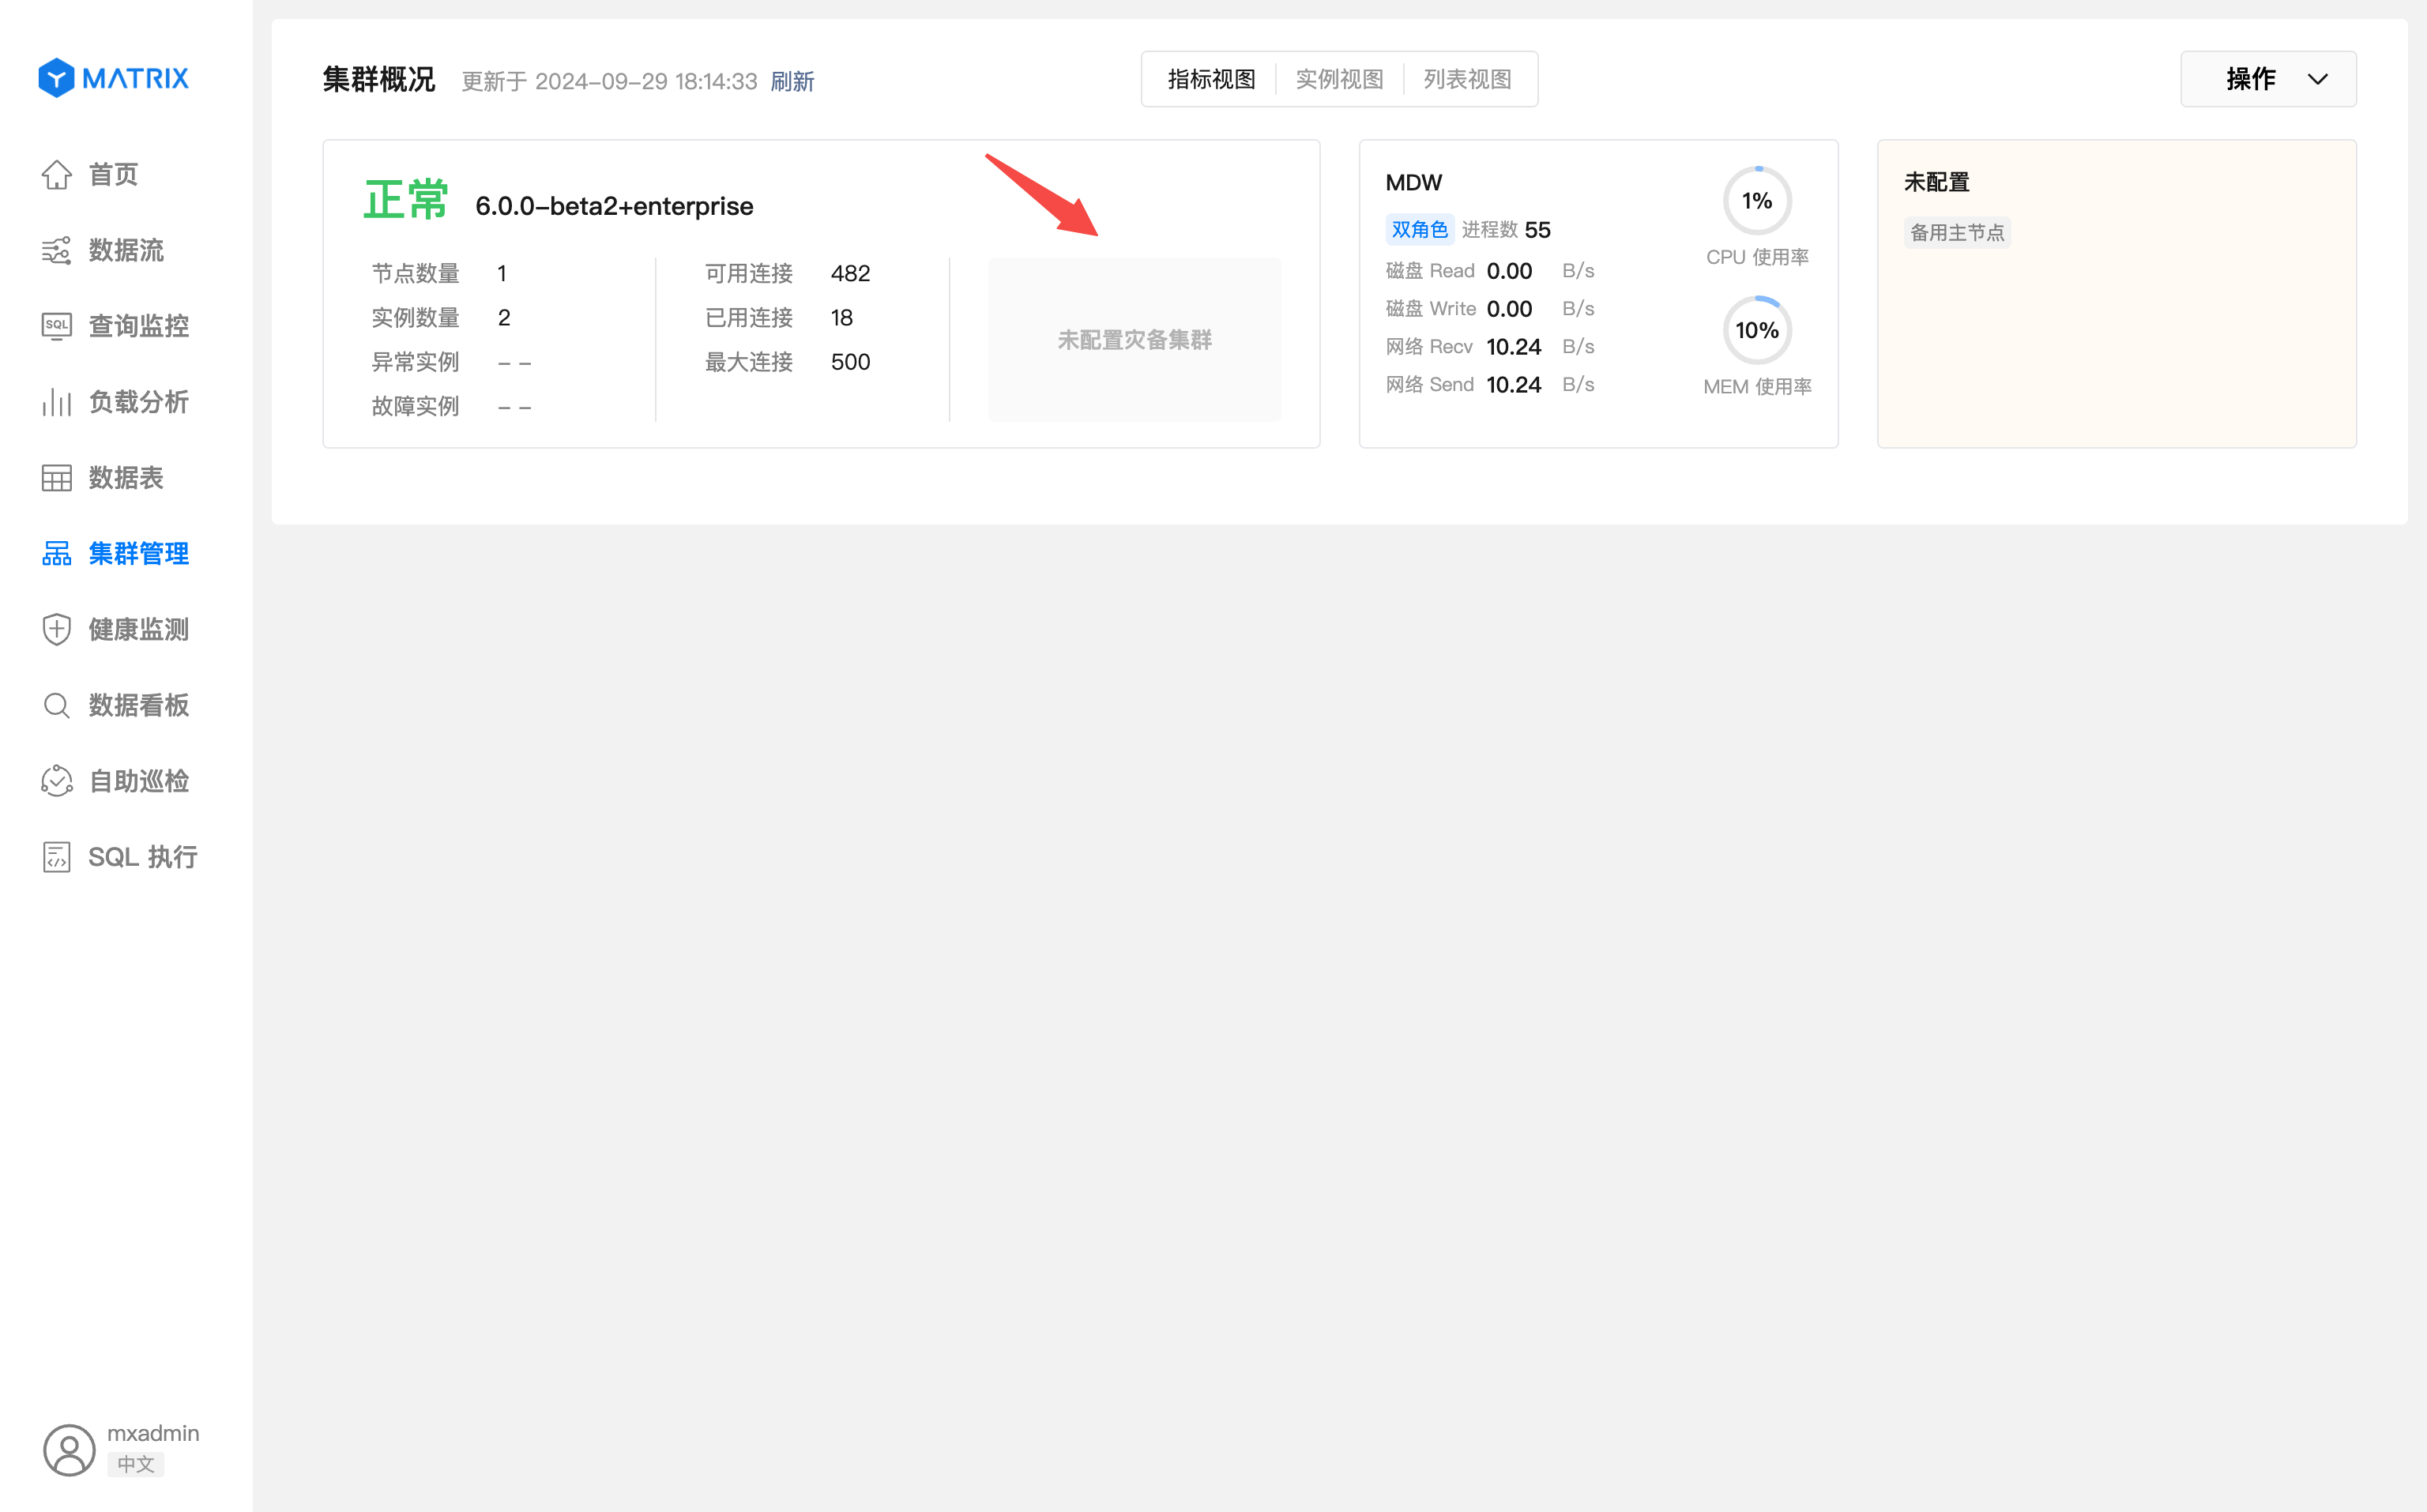 MATRIX
首页
数据流
查询监控
负载分析
数据表
集群管理
健康监测
数据看板
自助巡检
SQL 执行
mxadmin
中文
集群概况 更新于 2024-09-29 18:14:33 刷新
指标视图 实例视图 列表视图
操作
正常 6.0.0-beta2+enterprise
节点数量 1
实例数量 2
异常实例 - -
故障实例 - -
可用连接 482
已用连接 18
最大连接 500
未配置灾备集群
MDW
双角色 进程数 55
磁盘 Read 0.00 B/s
磁盘 Write 0.00 B/s
网络 Recv 10.24 B/s
网络 Send 10.24 B/s
1%
CPU 使用率
10%
MEM 使用率
未配置
备用主节点
SQL